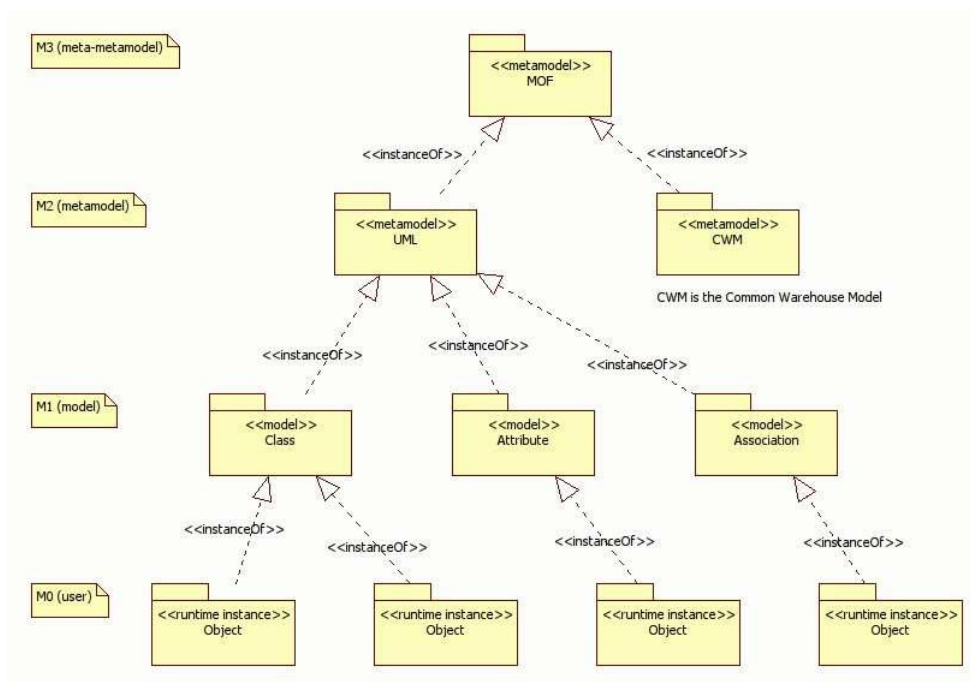 M3 (meta-metamodel)
<<metamodel>>
MOF
<<instanceOf>>
<<instanceOf>>
M2 (metamodel)
<<metamodel>>
UML
<<metamodel>>
CWM
CWM is the Common Warehouse Model
<<instanceOf>>
<<instanceOf>>
<<instanceOf>>
M1 (model)
<<model>>
Class
<<model>>
Attribute
<<model>>
Association
<<instanceOf>>
<<instanceOf>>
<<instanceOf>>
<<instanceOf>>
M0 (user)
<<runtime instance>>
Object
<<runtime instance>>
Object
<<runtime instance>>
Object
<<runtime instance>>
Object